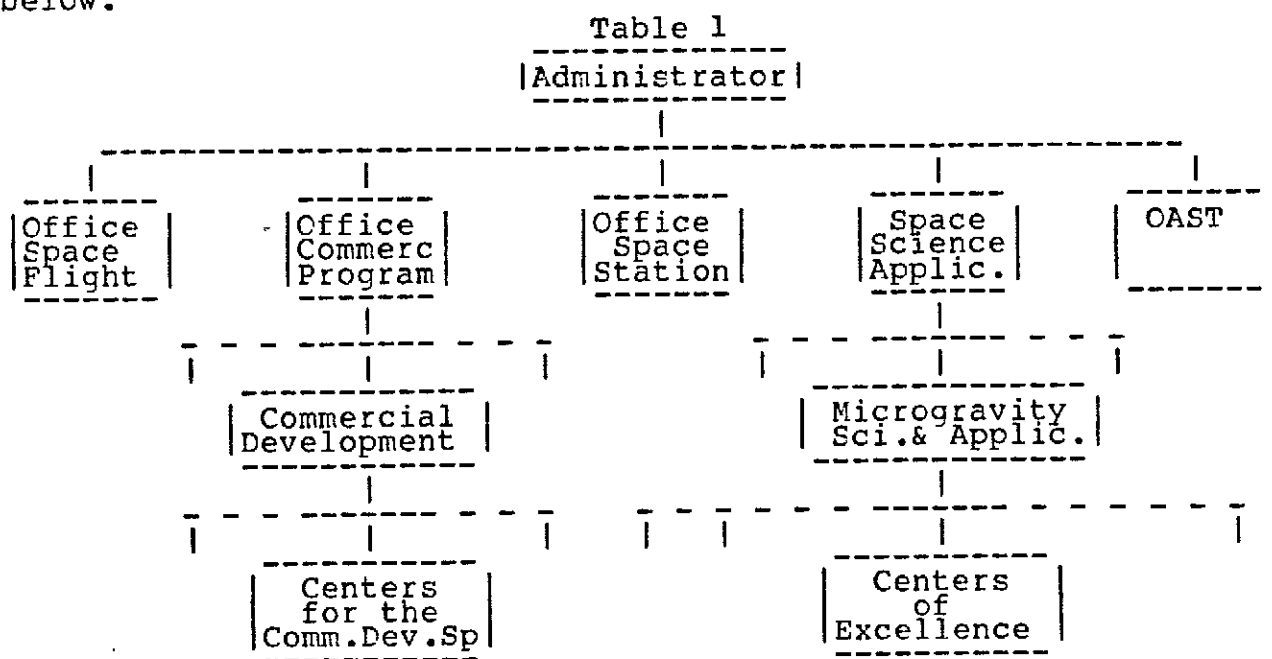 below.
Table 1
Administrator
Office
Space
Flight
Office
Commerc
Program
Office
Space
Station
Space
Science
Applic.
OAST
Commercial
Development
Microgravity
Sci.& Applic.
Centers
for the
Comm.Dev.Sp
Centers
of
Excellence